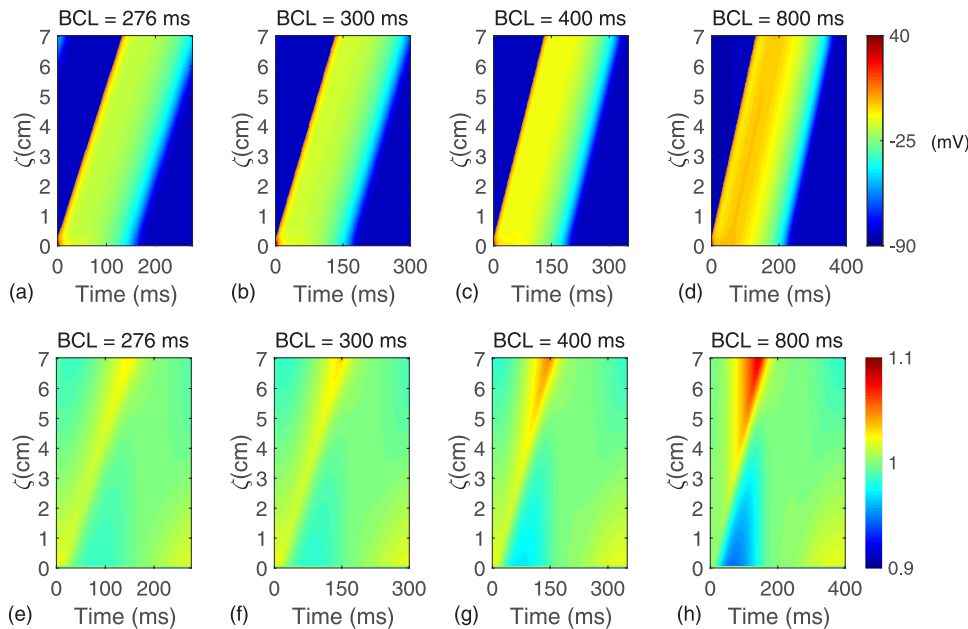 BCL = 276 ms BCL = 300 ms BCL = 400 ms BCL = 800 ms
7 7 7 7 40
6 6 6 6
5 5 5 5
ζ(cm) 4 ζ(cm) 4 ζ(cm) 4 ζ(cm) 4 -25 (mV)
3 3 3 3
2 2 2 2
1 1 1 1
0 0 0 0 -90
0 100 200 0 150 300 0 150 300 0 200 400
(a) Time (ms) (b) Time (ms) (c) Time (ms) (d) Time (ms)
BCL = 276 ms BCL = 300 ms BCL = 400 ms BCL = 800 ms
7 7 7 7 1.1
6 6 6 6
5 5 5 5
ζ(cm) 4 ζ(cm) 4 ζ(cm) 4 ζ(cm) 4 1
3 3 3 3
2 2 2 2
1 1 1 1
0 0 0 0 0.9
0 100 200 0 150 300 0 150 300 0 200 400
(e) Time (ms) (f) Time (ms) (g) Time (ms) (h) Time (ms)